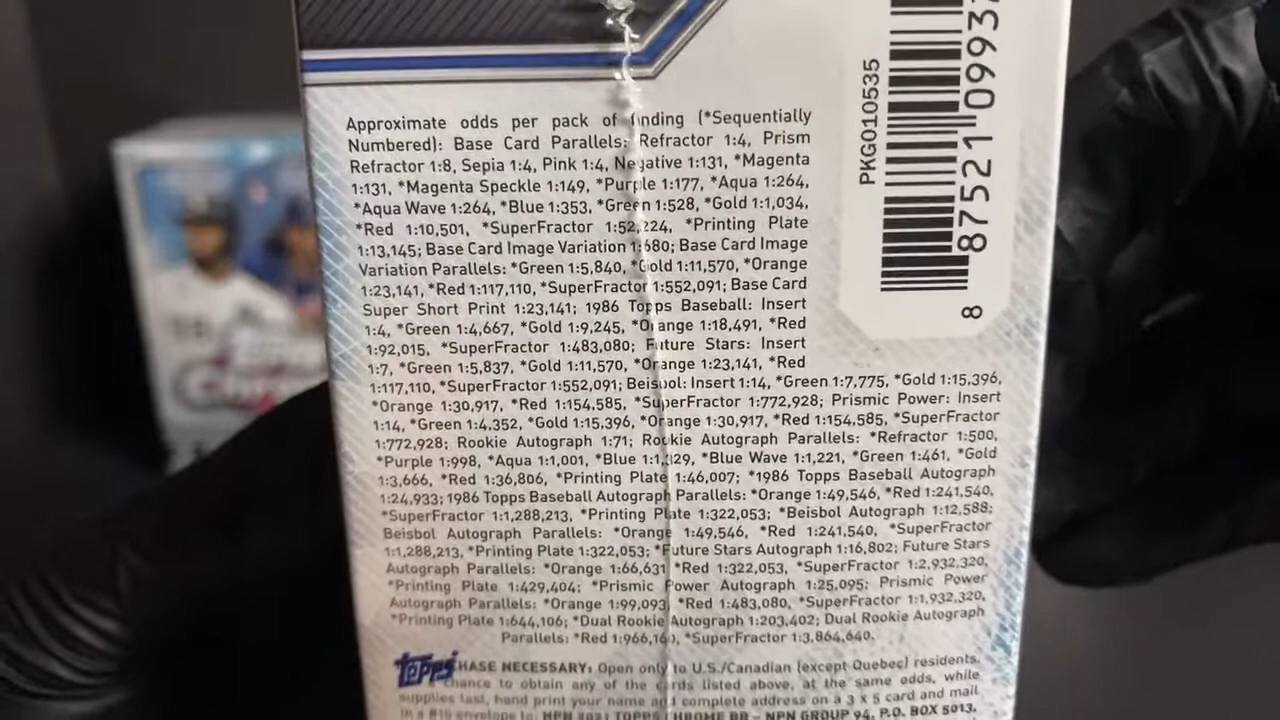 Approximate odds per pack of finding (*Sequentially
Numbered): Base Card Parallels: Refractor 1:4, Prism
Refractor 1:8, Sepia 1:4, Pink 1:4, Negative 1:131, *Magenta
1:131, *Magenta Speckle 1:149, *Purple 1:177, *Aqua 1:264,
*Aqua Wave 1:264, *Blue 1:353, *Green 1:528, *Gold 1:1,034,
*Red 1:10,501, *SuperFractor 1:52,224, *Printing Plate
1:13,145; Base Card Image Variation 1:680; Base Card Image
Variation Parallels: *Green 1:5,840, *Gold 1:11,570, *Orange
1:23,141, *Red 1:117,110, *SuperFractor 1:552,091; Base Card
Super Short Print 1:23,141; 1986 Topps Baseball: Insert
1:4, *Green 1:4,667, *Gold 1:9,245, *Orange 1:18,491, *Red
1:92,015, *SuperFractor 1:483,080; Future Stars: Insert
1:7, *Green 1:5,837, *Gold 1:11,570, *Orange 1:23,141, *Red
1:117,110, *SuperFractor 1:552,091; Beisbol: Insert 1:14, *Green 1:7,775, *Gold 1:15,396,
*Orange 1:30,917, *Red 1:154,585, *SuperFractor 1:772,928; Prismic Power: Insert
1:14, *Green 1:4,352, *Gold 1:15,396, *Orange 1:30,917, *Red 1:154,585, *SuperFractor
1:772,928; Rookie Autograph 1:71; Rookie Autograph Parallels: *Refractor 1:500,
*Purple 1:998, *Aqua 1:1,001, *Blue 1:1,329, *Blue Wave 1:1,221, *Green 1:461, *Gold
1:3,666, *Red 1:36,806, *Printing Plate 1:46,007; *1986 Topps Baseball Autograph
1:24,933; 1986 Topps Baseball Autograph Parallels: *Orange 1:49,546, *Red 1:241,540,
*SuperFractor 1:1,288,213, *Printing Plate 1:322,053; *Beisbol Autograph 1:12,588;
Beisbol Autograph Parallels: *Orange 1:49,546, *Red 1:241,540, *SuperFractor
1:1,288,213, *Printing Plate 1:322,053; *Future Stars Autograph 1:16,802; Future Stars
Autograph Parallels: *Orange 1:66,631 *Red 1:322,053, *SuperFractor 1:2,932,320,
*Printing Plate 1:429,404; *Prismic Power Autograph 1:25,095; Prismic Power
Autograph Parallels: *Orange 1:99,093, *Red 1:483,080, *SuperFractor 1:1,932,320,
*Printing Plate 1:644,106; *Dual Rookie Autograph 1:203,402; Dual Rookie Autograph
Parallels: *Red 1:966,160, *SuperFractor 1:3,864,640.
topps
HASE NECESSARY: Open only to U.S./Canadian (except Quebec) residents.
chance to obtain any of the cards listed above, at the same odds, while
supplies last, hand print your name and complete address on a 3 x 5 card and mail
in a #10 envelope to: NPN 2021 TOPPS CHROME BB – NPN GROUP 94, P.O. BOX 5013,
PKG010535
8 87521 09937